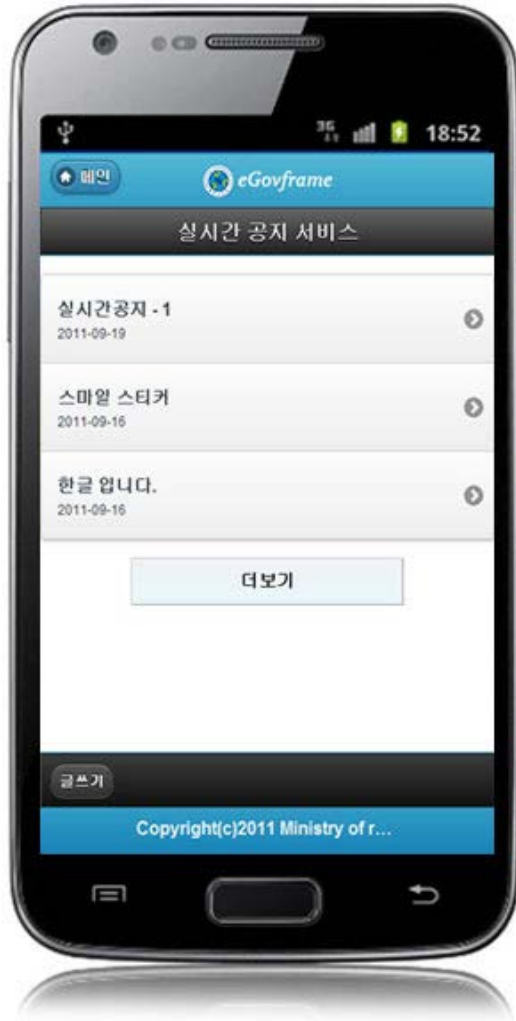 3G 18:52
메인 eGovframe
실시간 공지 서비스
실시간공지 - 1
2011-09-19
스마일 스티커
2011-09-16
한글 입니다.
2011-09-16
더보기
글쓰기
Copyright(c)2011 Ministry of r...